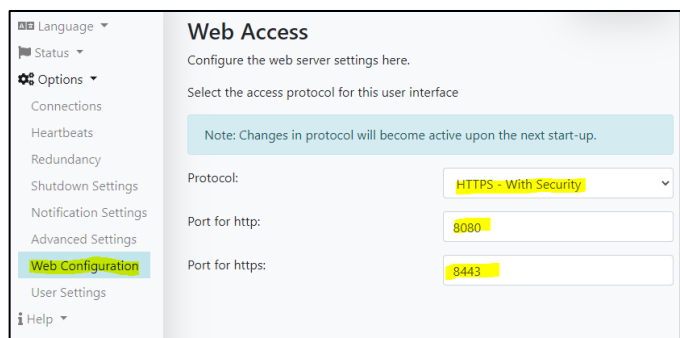 Language
Status
Options
Connections
Heartbeats
Redundancy
Shutdown Settings
Notification Settings
Advanced Settings
Web Configuration
User Settings
Help
Web Access
Configure the web server settings here.
Select the access protocol for this user interface
Note: Changes in protocol will become active upon the next start-up.
Protocol:
HTTPS - With Security
Port for http:
8080
Port for https:
8443